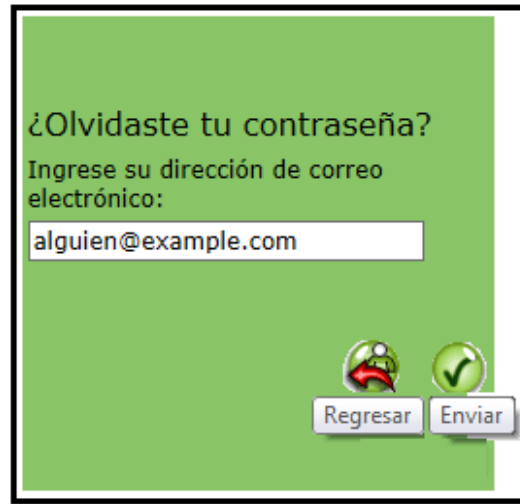 ¿Olvidaste tu contraseña?
Ingrese su dirección de correo
electrónico:
alguien@example.com
Regresar Enviar